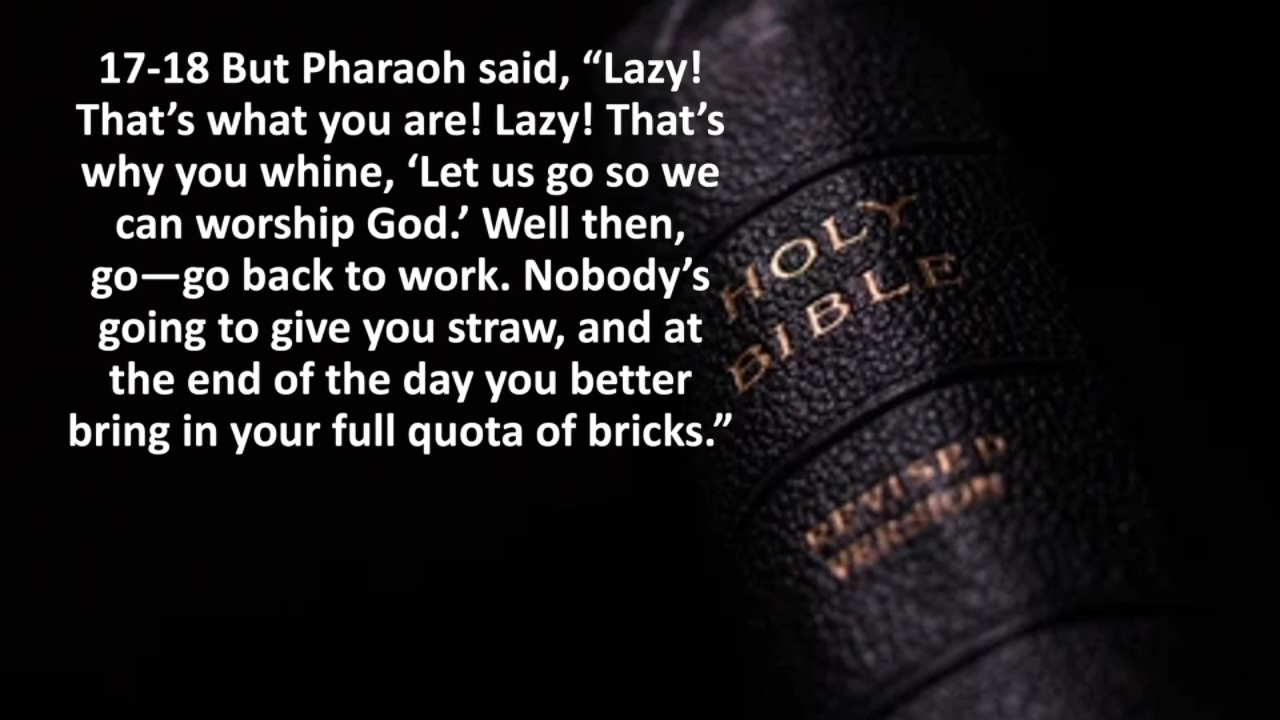 17-18 But Pharaoh said, “Lazy!
That’s what you are! Lazy! That’s
why you whine, ‘Let us go so we
can worship God.’ Well then,
go—go back to work. Nobody’s
going to give you straw, and at
the end of the day you better
bring in your full quota of bricks.”
HOLY
BIBLE
REVISED
VERSION